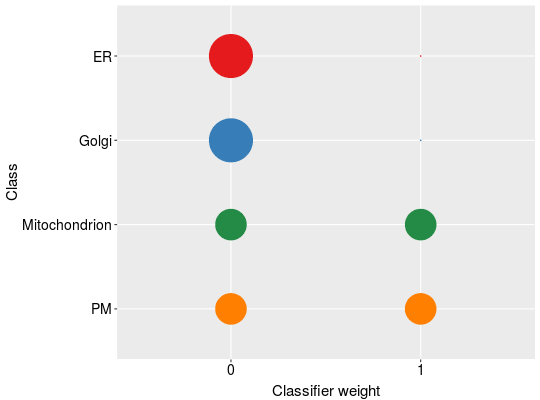 ER
Golgi
Mitochondrion
PM
Class
0 1
Classifier weight